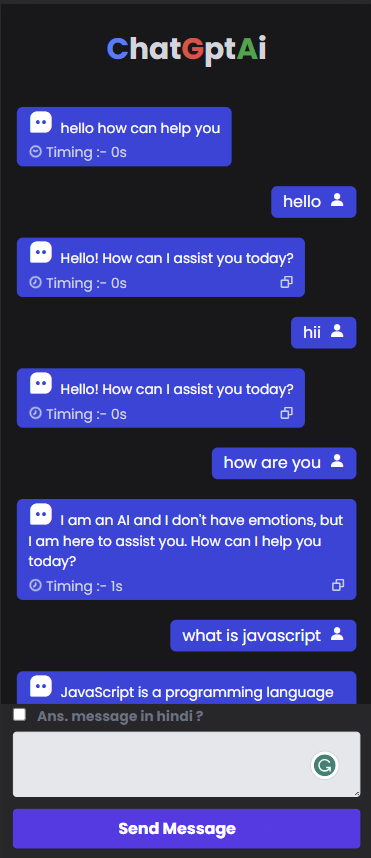 ChatGptAi
hello how can help you
Timing :- 0s
hello
Hello! How can I assist you today?
Timing :- 0s
hii
Hello! How can I assist you today?
Timing :- 0s
how are you
I am an AI and I don't have emotions, but
I am here to assist you. How can I help you
today?
Timing :- 1s
what is javascript
JavaScript is a programming language
Ans. message in hindi ?
Send Message